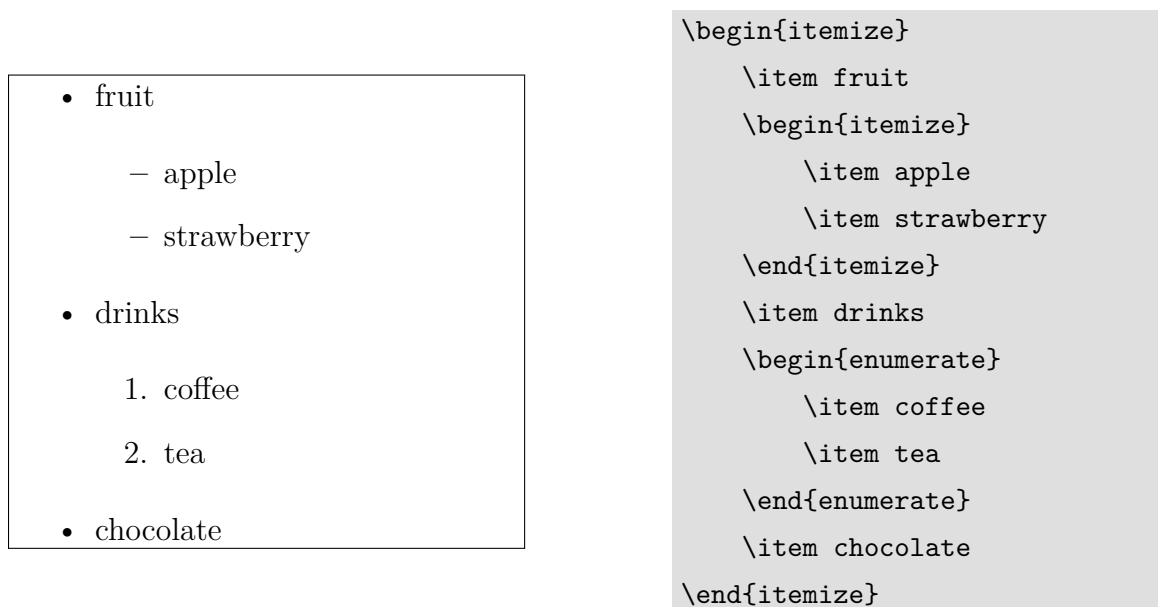 • fruit
– apple
– strawberry
• drinks
1. coffee
2. tea
• chocolate
\begin{itemize}
    \item fruit
    \begin{itemize}
        \item apple
        \item strawberry
    \end{itemize}
    \item drinks
    \begin{enumerate}
        \item coffee
        \item tea
    \end{enumerate}
    \item chocolate
\end{itemize}